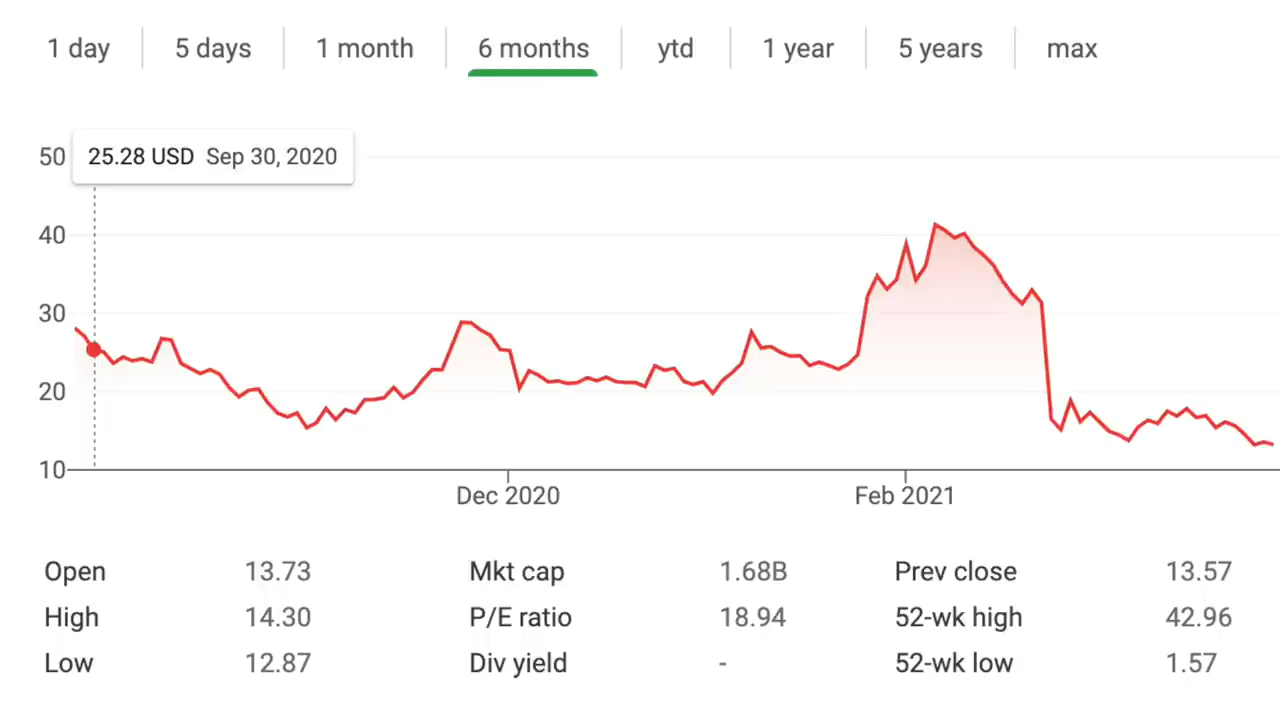 1 day 5 days 1 month 6 months ytd 1 year 5 years max
50 25.28 USD Sep 30, 2020
40
30
20
10
Dec 2020 Feb 2021
Open 13.73 Mkt cap 1.68B Prev close 13.57
High 14.30 P/E ratio 18.94 52-wk high 42.96
Low 12.87 Div yield - 52-wk low 1.57